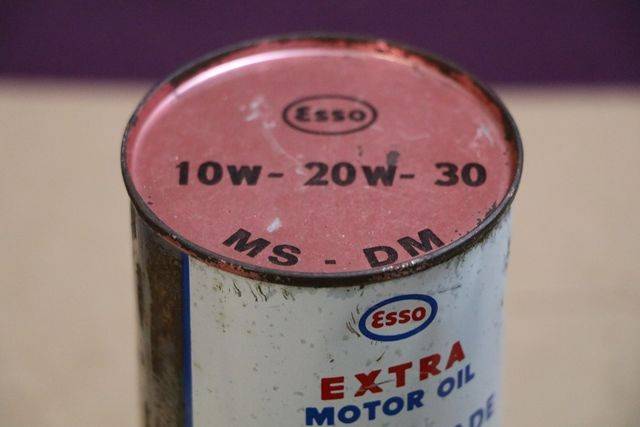 Esso
10W- 20W- 30
MS - DM
Esso
EXTRA
MOTOR OIL